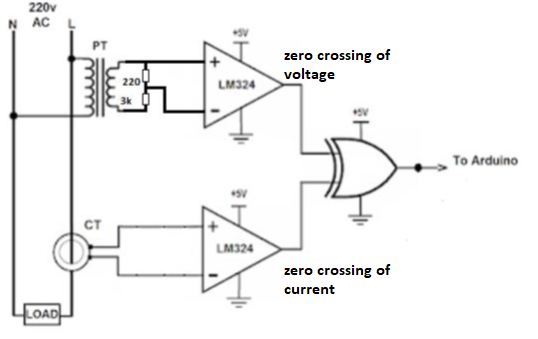 220v
N AC L
PT
+5V
zero crossing of
voltage
220
LM324
3k
+5V
To Arduino
+5V
CT
LM324
zero crossing of
current
LOAD